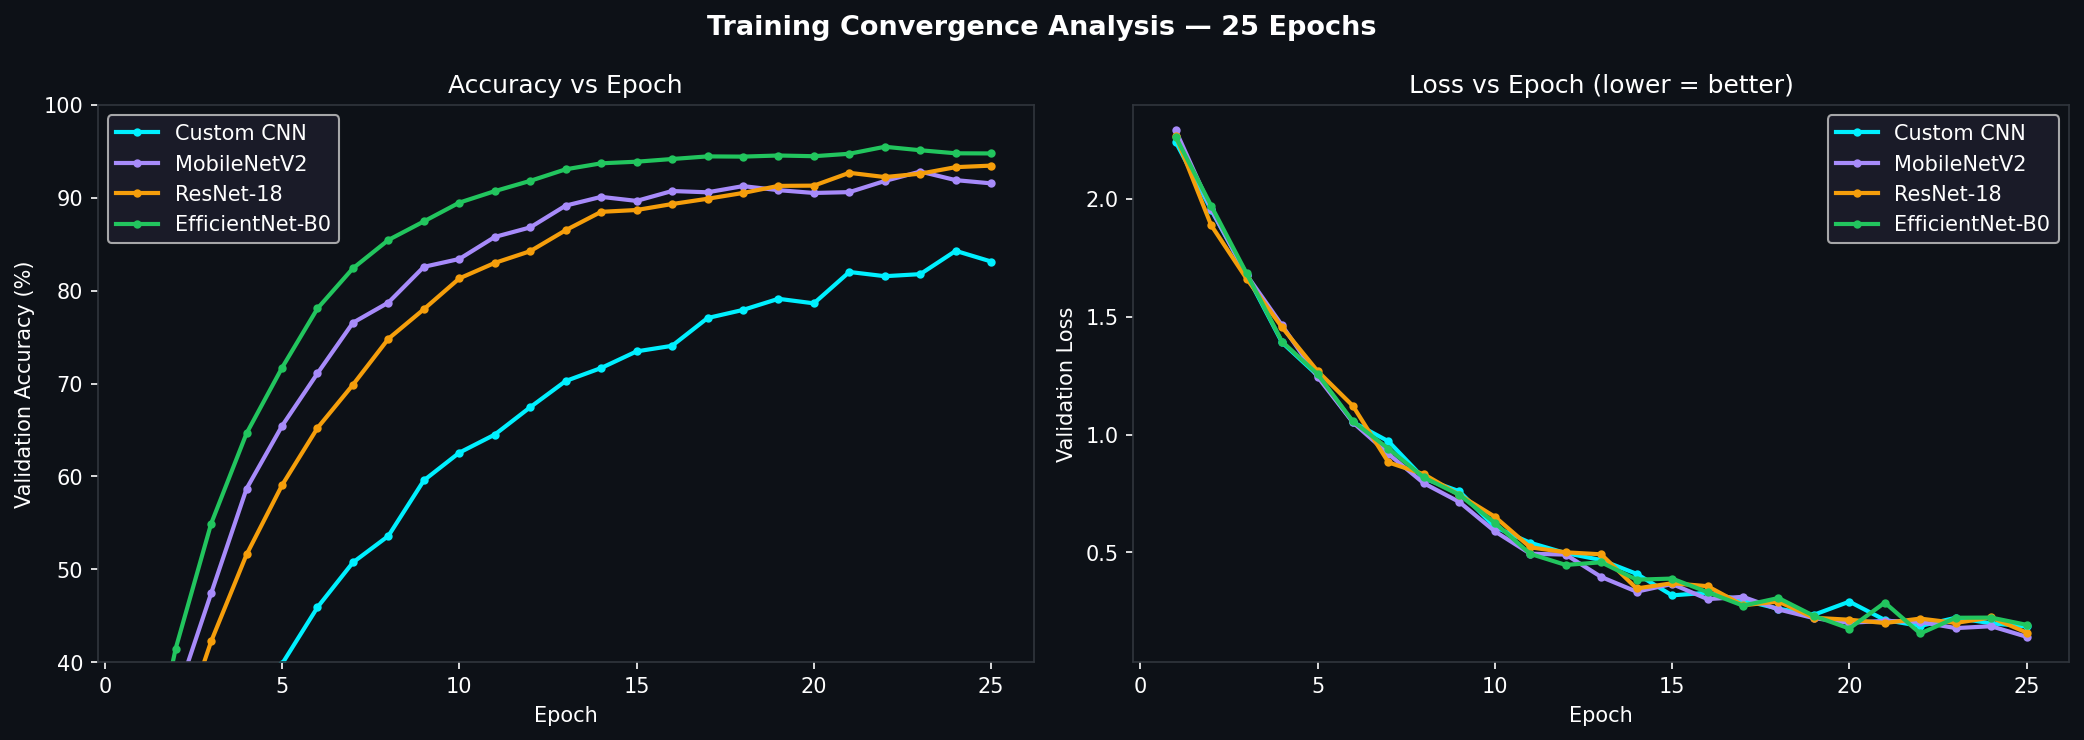 Training Convergence Analysis — 25 Epochs
Accuracy vs Epoch
Validation Accuracy (%)
100
90
80
70
60
50
40
Custom CNN
MobileNetV2
ResNet-18
EfficientNet-B0
0 5 10 15 20 25
Epoch
Loss vs Epoch (lower = better)
Validation Loss
2.0
1.5
1.0
0.5
Custom CNN
MobileNetV2
ResNet-18
EfficientNet-B0
0 5 10 15 20 25
Epoch